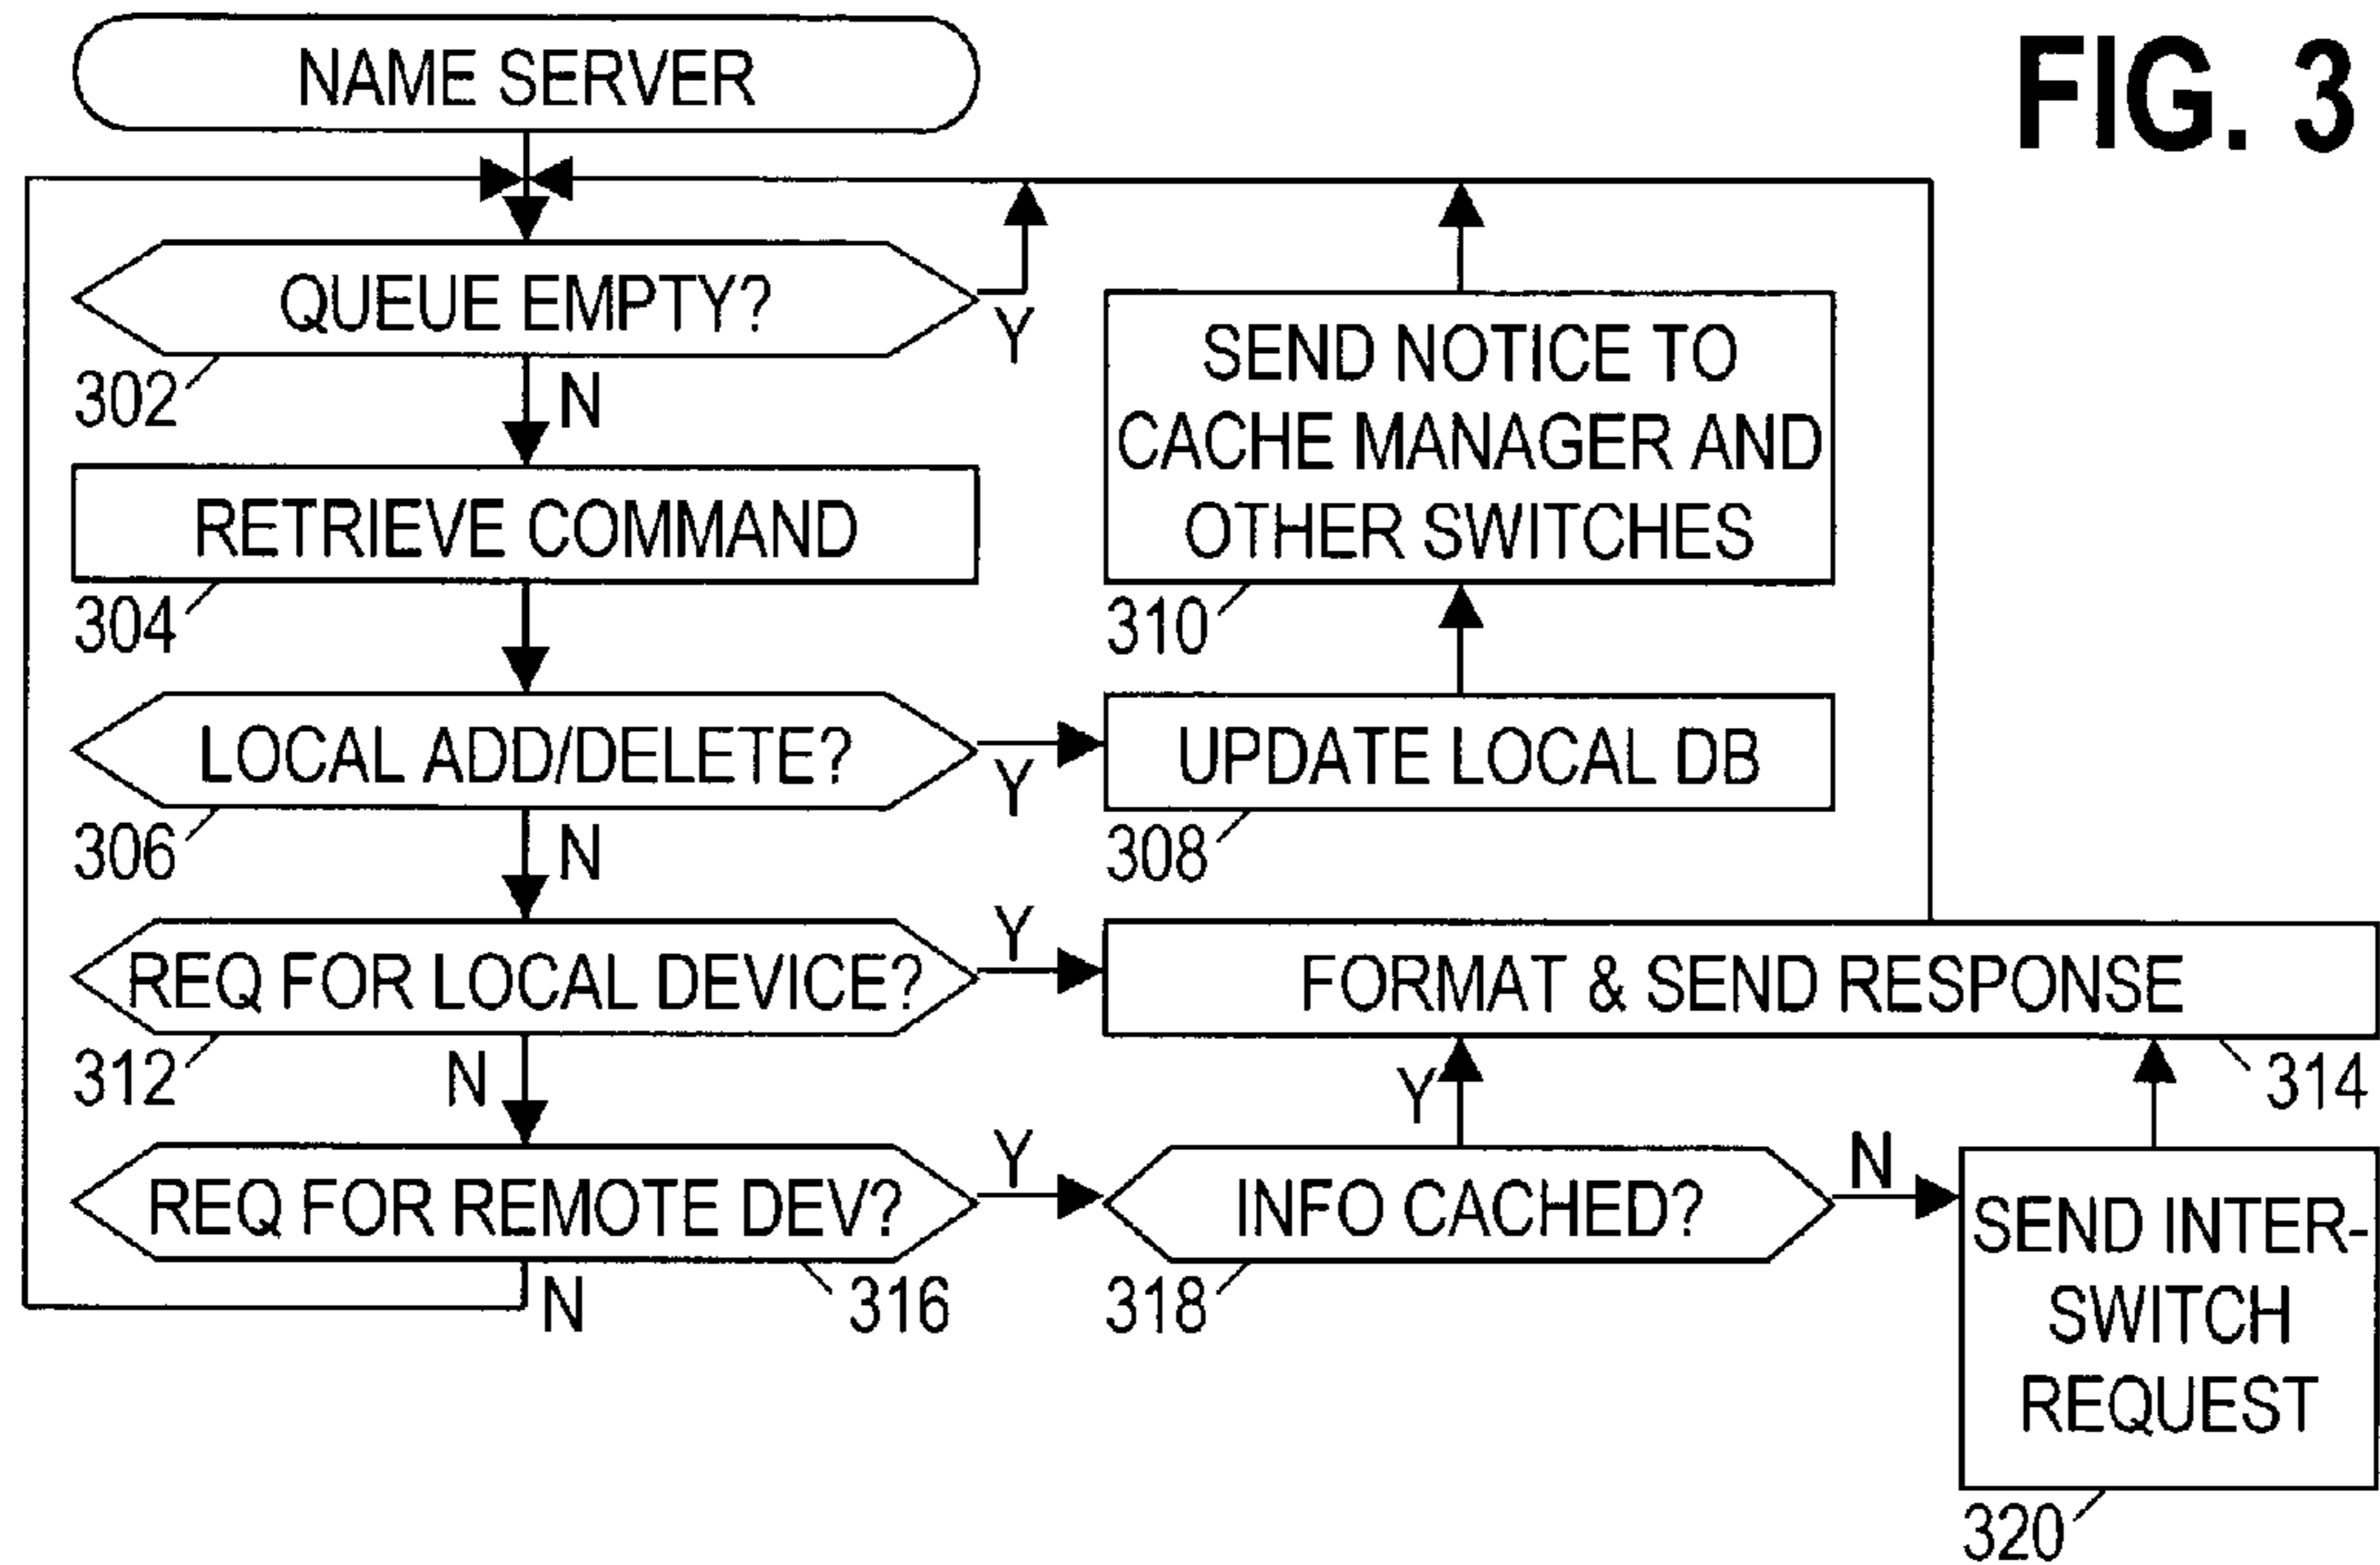 FIG. 3
NAME SERVER
QUEUE EMPTY?
Y
302
N
RETRIEVE COMMAND
304
SEND NOTICE TO
CACHE MANAGER AND
OTHER SWITCHES
310
LOCAL ADD/DELETE?
Y
306
N
UPDATE LOCAL DB
308
REQ FOR LOCAL DEVICE?
Y
312
N
FORMAT & SEND RESPONSE
314
REQ FOR REMOTE DEV?
Y
316
N
INFO CACHED?
Y
N
318
SEND INTER-
SWITCH
REQUEST
320